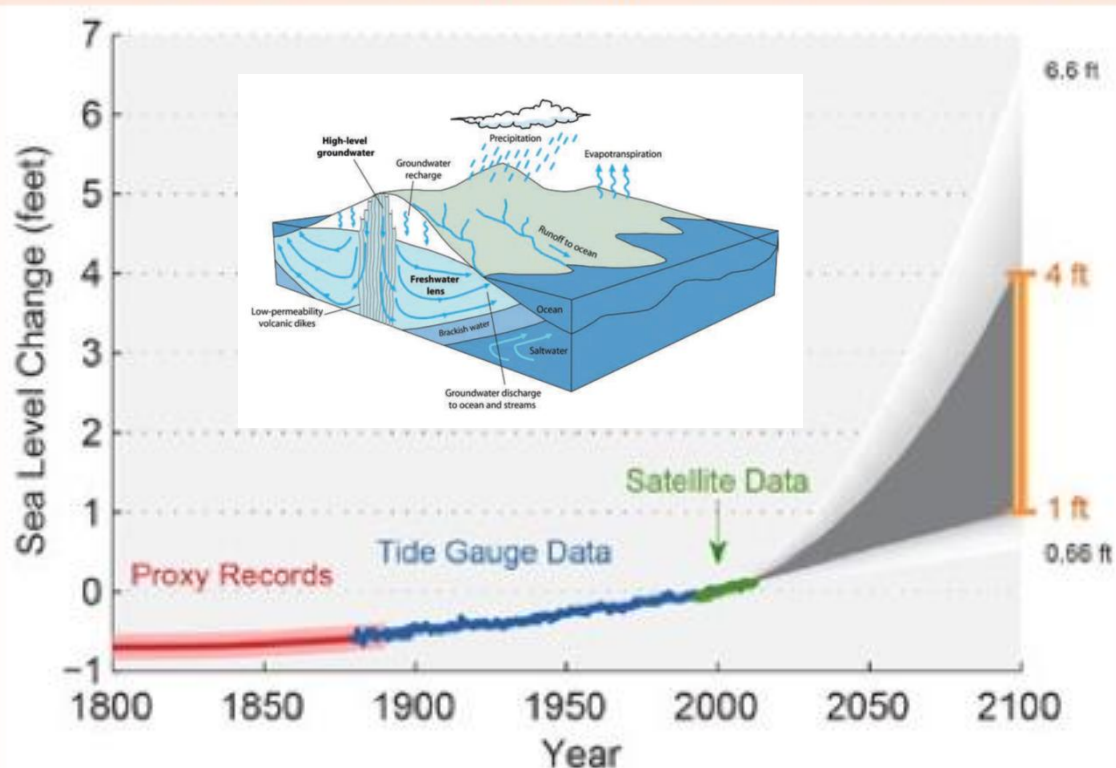 7
6
5
4
3
2
1
0
−1
Sea Level Change (feet)
1800
1850
1900
1950
2000
2050
2100
Year
Proxy Records
Tide Gauge Data
Satellite Data
6.6 ft
4 ft
1 ft
0.66 ft
Precipitation
High-level
groundwater
Groundwater
recharge
Evapotranspiration
Runoff to ocean
Freshwater
lens
Low-permeability
volcanic dikes
Ocean
Brackish water
Saltwater
Groundwater discharge
to ocean and streams